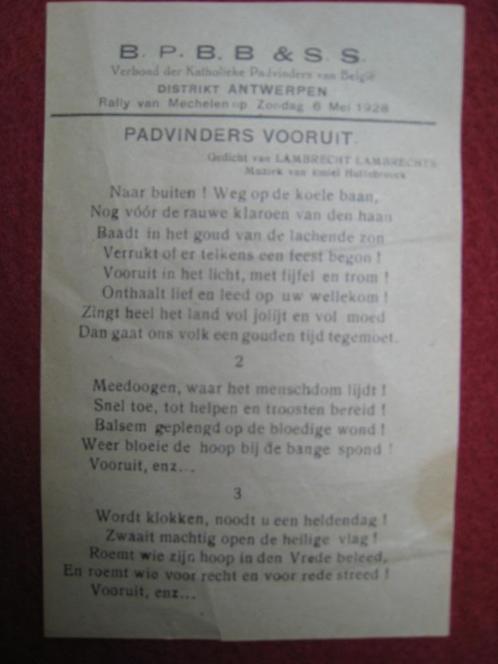 B. P. B. B & S. S.
Verbond der Katholieke Padvinders van België
DISTRIKT ANTWERPEN
Rally van Mechelen op Zondag 6 Mei 1928
PADVINDERS VOORUIT.
Gedicht van LAMBRECHT LAMBRECHTS
Muziek van Emiel Hullebroeck
Naar buiten ! Weg op de koele baan,
Nog vóór de rauwe klaroen van den haan
Baadt in het goud van de lachende zon
Verrukt of er telkens een feest begon !
Vooruit in het licht, met fijfel en trom !
Onthaalt lief en leed op uw wellekom !
Zingt heel het land vol jolijt en vol moed
Dan gaat ons volk een gouden tijd tegemoet.
2
Meedoogen, waar het menschdom lijdt !
Snel toe, tot helpen en troosten bereid !
Balsem geplengd op de bloedige wond !
Weer bloeie de hoop bij de bange spond !
Vooruit, enz...
3
Wordt klokken, noodt u een heldendag !
Zwaait machtig open de heilige vlag !
Roemt wie zijn hoop in den Vrede beleed,
En roemt wie voor recht en voor rede streed !
Vooruit, enz...